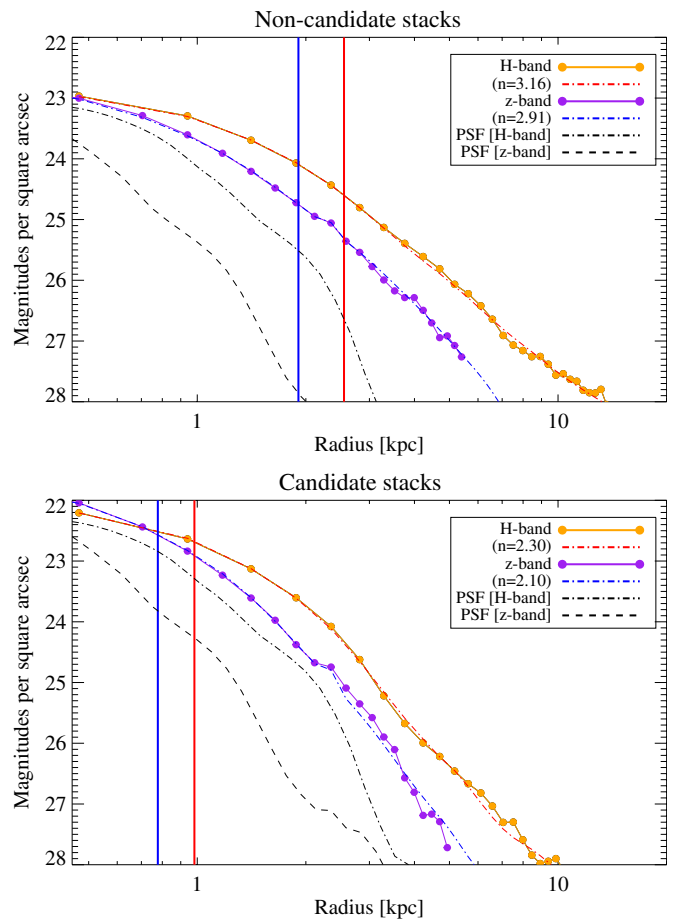 Non-candidate stacks
22
23
24
25
26
27
28
Magnitudes per square arcsec
H-band
(n=3.16)
z-band
(n=2.91)
PSF [H-band]
PSF [z-band]
1
10
Radius [kpc]
Candidate stacks
22
23
24
25
26
27
28
Magnitudes per square arcsec
H-band
(n=2.30)
z-band
(n=2.10)
PSF [H-band]
PSF [z-band]
1
10
Radius [kpc]